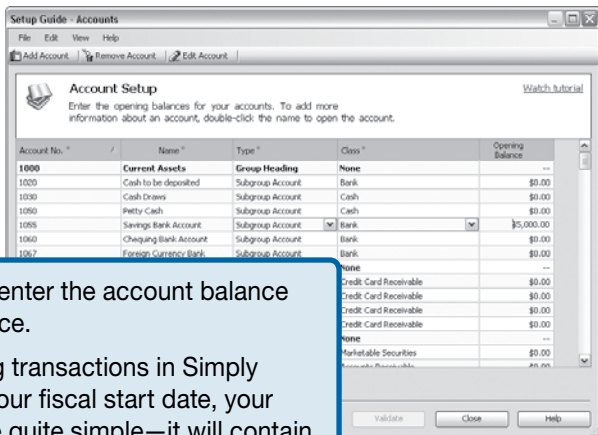 Setup Guide - Accounts
File Edit View Help
Add Account Remove Account Edit Account
Account Setup
Watch tutorial
Enter the opening balances for your accounts. To add more
information about an account, double-click the name to open the account.
Account No. * / Name * Type * Class * Opening Balance
1000 Current Assets Group Heading None --
1020 Cash to be deposited Subgroup Account Bank $0.00
1030 Cash Draws Subgroup Account Cash $0.00
1050 Petty Cash Subgroup Account Cash $0.00
1055 Savings Bank Account Subgroup Account Bank $5,000.00
1060 Chequing Bank Account Subgroup Account Bank $0.00
1067 Foreign Currency Bank Subgroup Account Bank $0.00
None --
Credit Card Receivable $0.00
Credit Card Receivable $0.00
Credit Card Receivable $0.00
None --
Marketable Securities $0.00
Accounts Receivable $0.00
enter the account balance
ce.
g transactions in Simply
our fiscal start date, your
e quite simple—it will contain
Validate Close Help